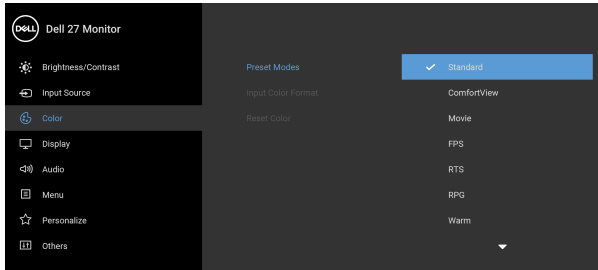 DELL
Dell 27 Monitor
Brightness/Contrast
Input Source
Color
Display
Audio
Menu
Personalize
Others
Preset Modes
Input Color Format
Reset Color
Standard
ComfortView
Movie
FPS
RTS
RPG
Warm